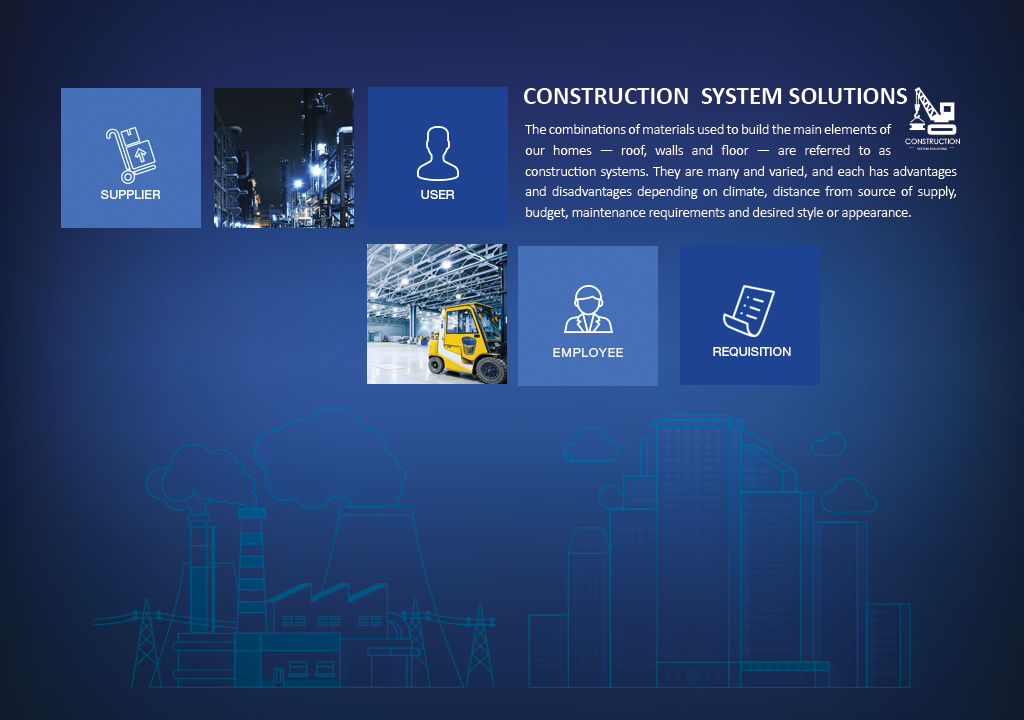 CONSTRUCTION SYSTEM SOLUTIONS
The combinations of materials used to build the main elements of
our homes — roof, walls and floor — are referred to as
construction systems. They are many and varied, and each has advantages
and disadvantages depending on climate, distance from source of supply,
budget, maintenance requirements and desired style or appearance.
CONSTRUCTION
SYSTEM SOLUTIONS
SUPPLIER
USER
EMPLOYEE
REQUISITION